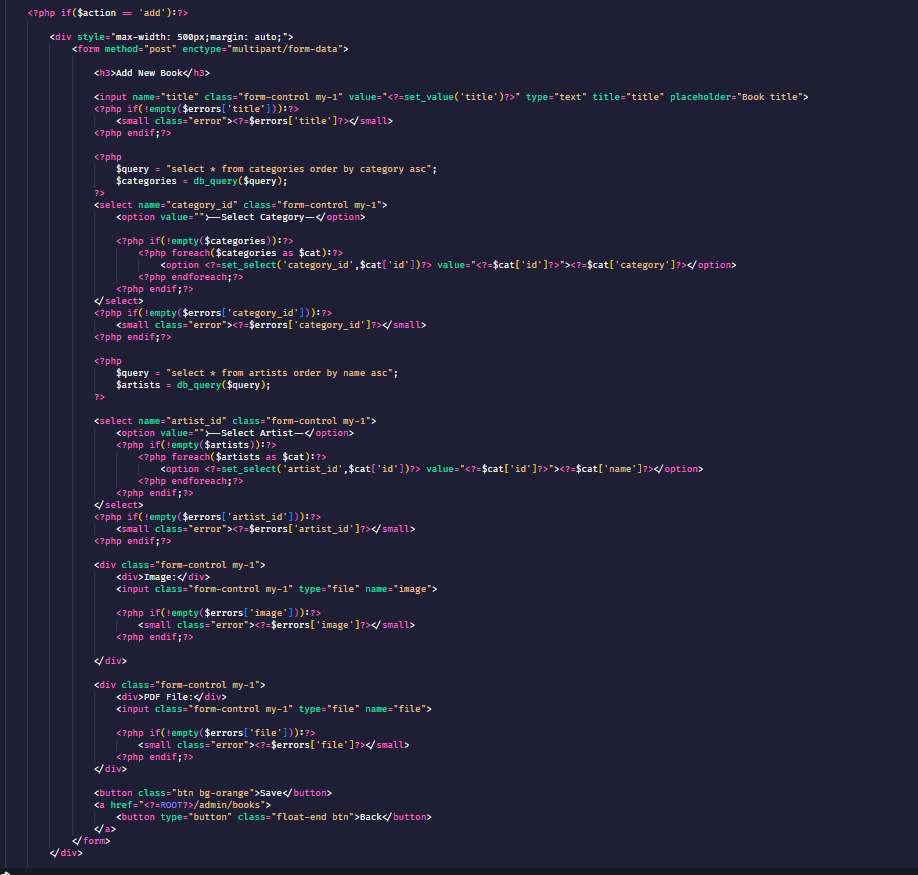 <?php if($action == 'add'):?>
<div style="max-width: 500px;margin: auto;">
<form method="post" enctype="multipart/form-data">
<h3>Add New Book</h3>
<input name="title" class="form-control my-1" value="<?=set_value('title')?>" type="text" title="title" placeholder="Book title">
<?php if(!empty($errors['title'])):?>
<small class="error"><?=$errors['title']?></small>
<?php endif;?>
<?php
$query = "select * from categories order by category asc";
$categories = db_query($query);
?>
<select name="category_id" class="form-control my-1">
<option value="">--Select Category--</option>
<?php if(!empty($categories)):?>
<?php foreach($categories as $cat):?>
<option <?=set_select('category_id',$cat['id'])?> value="<?=$cat['id']?>"><?=$cat['category']?></option>
<?php endforeach;?>
<?php endif;?>
</select>
<?php if(!empty($errors['category_id'])):?>
<small class="error"><?=$errors['category_id']?></small>
<?php endif;?>
<?php
$query = "select * from artists order by name asc";
$artists = db_query($query);
?>
<select name="artist_id" class="form-control my-1">
<option value="">--Select Artist--</option>
<?php if(!empty($artists)):?>
<?php foreach($artists as $cat):?>
<option <?=set_select('artist_id',$cat['id'])?> value="<?=$cat['id']?>"><?=$cat['name']?></option>
<?php endforeach;?>
<?php endif;?>
</select>
<?php if(!empty($errors['artist_id'])):?>
<small class="error"><?=$errors['artist_id']?></small>
<?php endif;?>
<div class="form-control my-1">
<div>Image:</div>
<input class="form-control my-1" type="file" name="image">
<?php if(!empty($errors['image'])):?>
<small class="error"><?=$errors['image']?></small>
<?php endif;?>
</div>
<div class="form-control my-1">
<div>PDF File:</div>
<input class="form-control my-1" type="file" name="file">
<?php if(!empty($errors['file'])):?>
<small class="error"><?=$errors['file']?></small>
<?php endif;?>
</div>
<button class="btn bg-orange">Save</button>
<a href="<?=ROOT?>/admin/books">
<button type="button" class="float-end btn">Back</button>
</a>
</form>
</div>